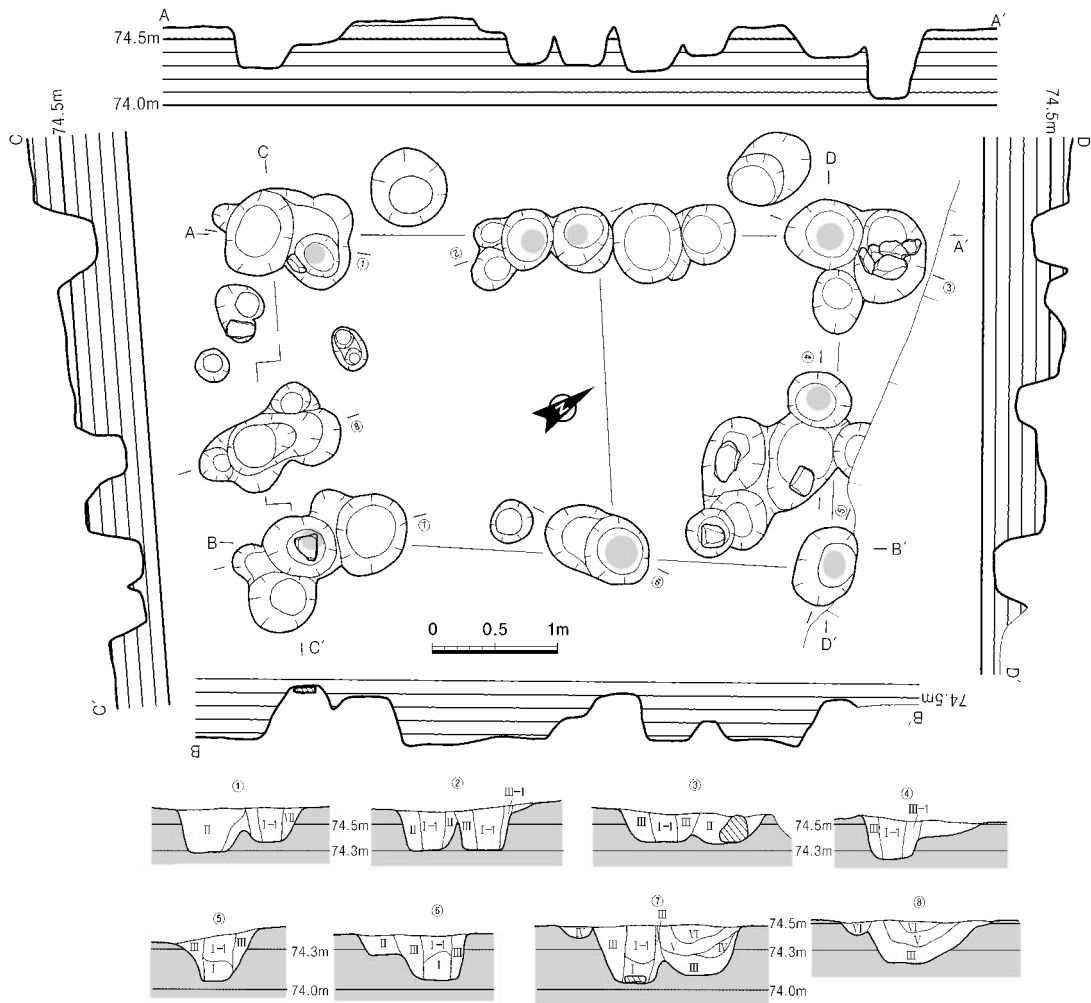 A A´
74.5m
74.0m
C 74.5m
74.5m D
C D
A A´
① ② ③
④
⑧
⑤
⑦
B B´
⑥
0 0.5 1m
C´ D´
C´ D´
74.5m
B B´
① ② ③ ④
Ⅲ-1 Ⅲ-1
Ⅱ Ⅰ-1 Ⅶ 74.5m Ⅱ Ⅰ-1 Ⅱ Ⅲ Ⅰ-1 Ⅲ Ⅰ-1 Ⅲ Ⅱ 74.5m Ⅲ Ⅰ-1
74.3m 74.3m
⑤ ⑥ ⑦ ⑧
Ⅲ
Ⅲ Ⅰ-1 Ⅲ 74.3m Ⅱ Ⅲ Ⅰ-1 Ⅲ Ⅳ Ⅲ Ⅰ-1 Ⅵ Ⅴ Ⅳ 74.5m Ⅵ Ⅵ Ⅴ
Ⅰ Ⅰ Ⅰ Ⅲ 74.3m Ⅲ
74.0m 74.0m